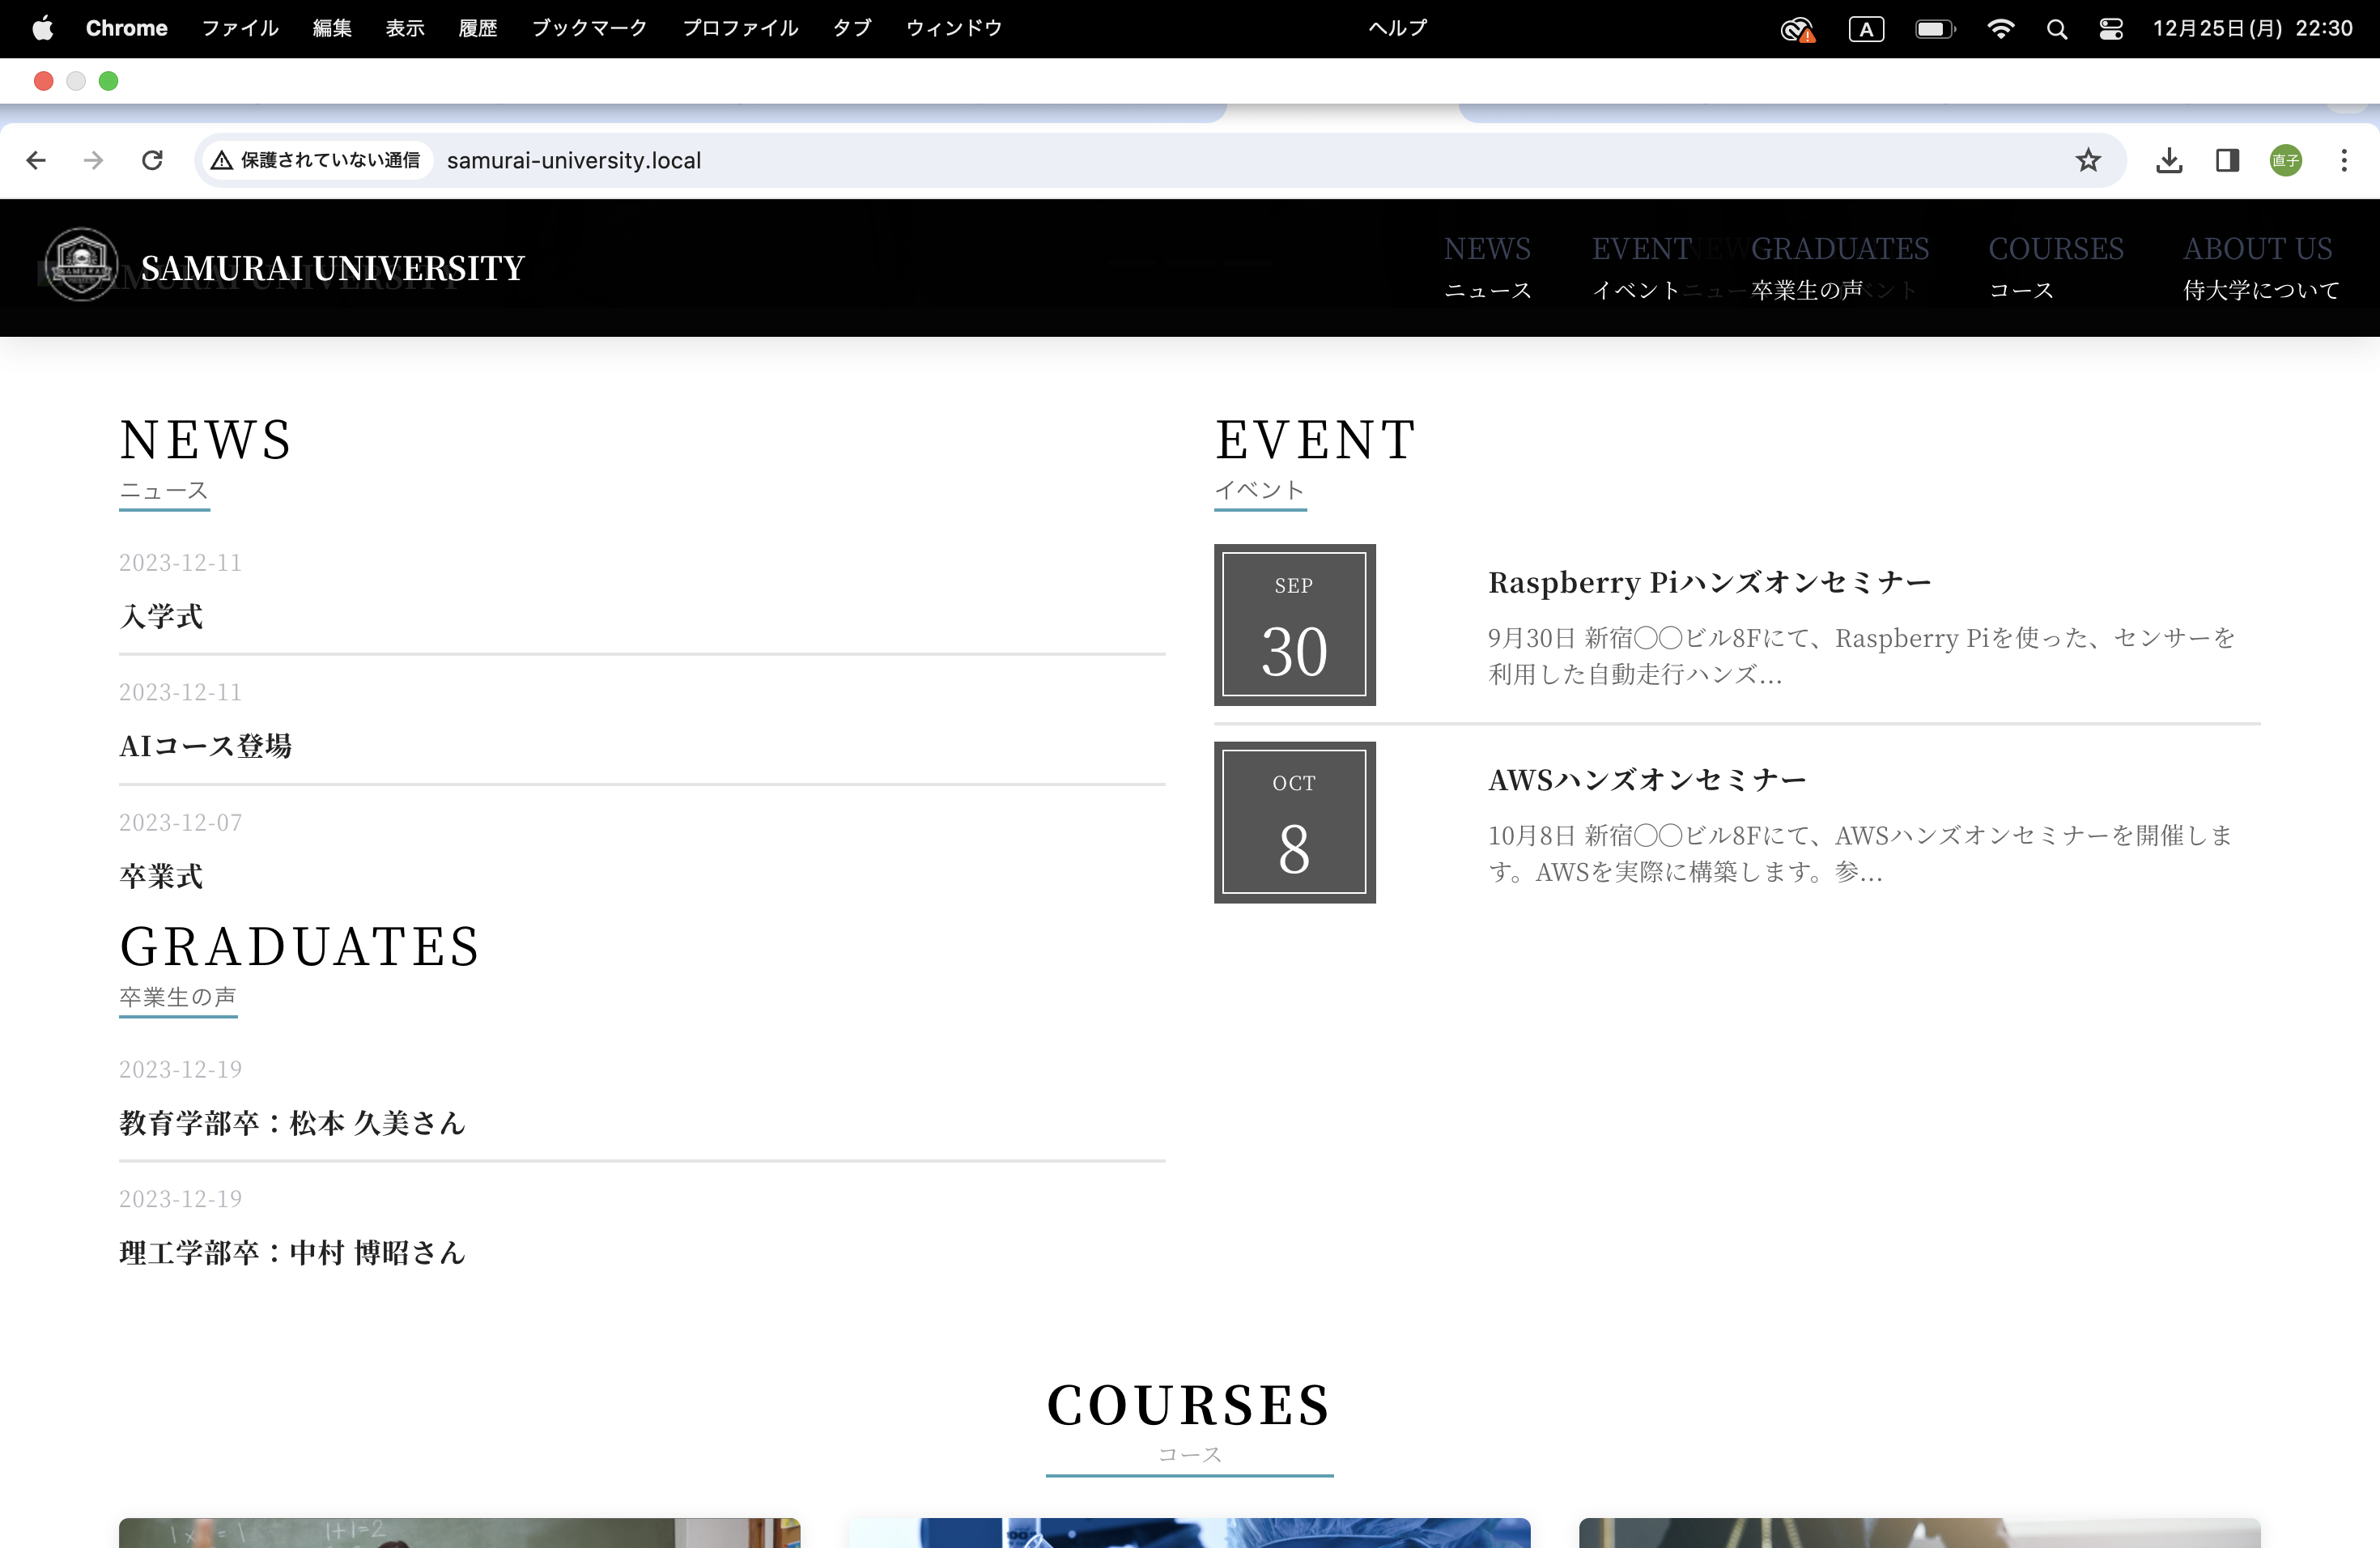 Chrome ファイル 編集 表示 履歴 ブックマーク プロファイル タブ ウィンドウ ヘルプ A 12月25日(月) 22:30
保護されていない通信 samurai-university.local 直子
SAMURAI UNIVERSITY
NEWS EVENT GRADUATES COURSES ABOUT US
ニュース イベント 卒業生の声 コース 侍大学について
NEWS
ニュース
2023-12-11
入学式
2023-12-11
AIコース登場
2023-12-07
卒業式
EVENT
イベント
SEP
30
Raspberry Piハンズオンセミナー
9月30日 新宿◯◯ビル8Fにて、Raspberry Piを使った、センサーを
利用した自動走行ハンズ...
OCT
8
AWSハンズオンセミナー
10月8日 新宿◯◯ビル8Fにて、AWSハンズオンセミナーを開催しま
す。AWSを実際に構築します。参...
GRADUATES
卒業生の声
2023-12-19
教育学部卒：松本 久美さん
2023-12-19
理工学部卒：中村 博昭さん
COURSES
コース
1+1=2